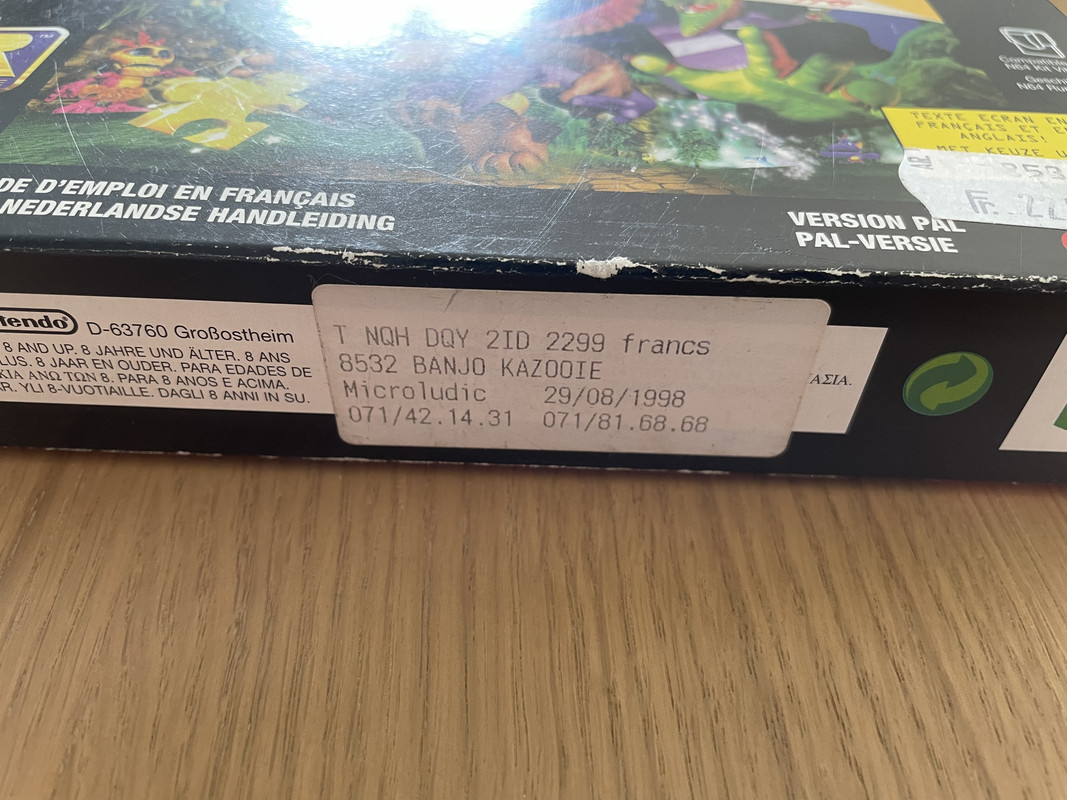 TEXTE ECRAN EN
FRANÇAIS ET E
ANGLAIS!
MET KEUZE U
Fr.
DE D'EMPLOI EN FRANÇAIS
NEDERLANDSE HANDLEIDING
VERSION PAL
PAL-VERSIE
tendo D-63760 Großostheim
8 AND UP. 8 JAHRE UND ÄLTER. 8 ANS
LUS. 8 JAAR EN OUDER. PARA EDADES DE
ΚΙΑ ΑΝΩ ΤΩΝ 8. PARA 8 ANOS E ACIMA.
R. YLI 8-VUOTIAILLE. DAGLI 8 ANNI IN SU.
T NQH DQY 2ID 2299 francs
8532 BANJO KAZOOIE
Microludic 29/08/1998
071/42.14.31 071/81.68.68
ΑΣΙΑ.